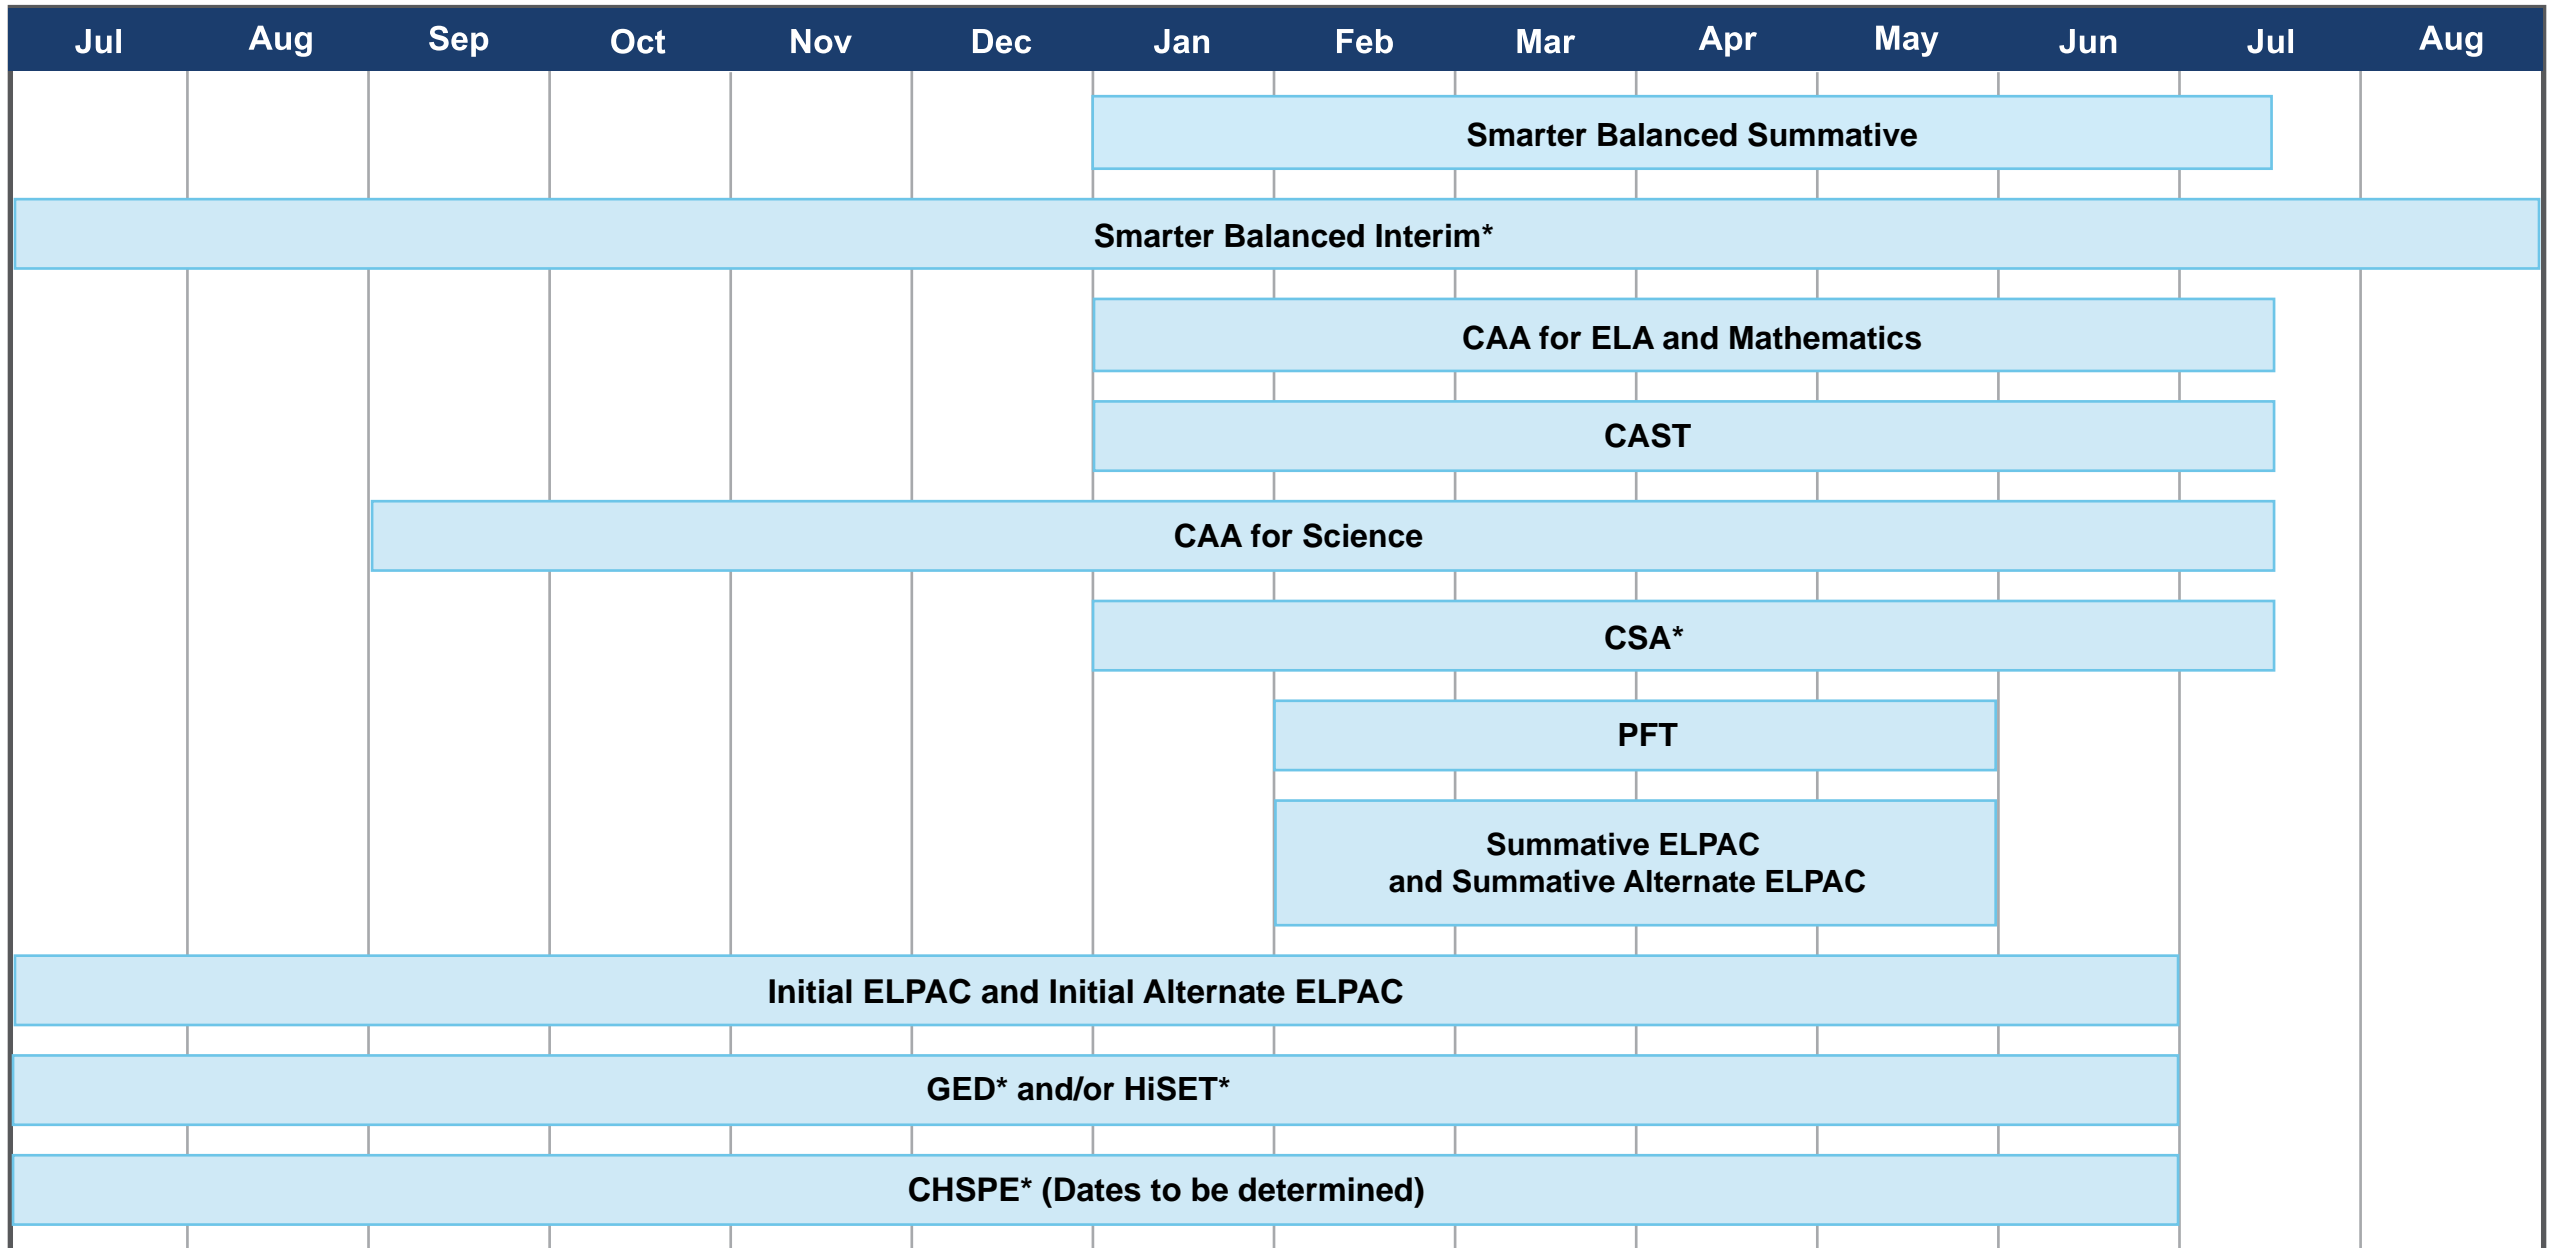 Jul Aug Sep Oct Nov Dec Jan Feb Mar Apr May Jun Jul Aug
Smarter Balanced Summative
Smarter Balanced Interim*
CAA for ELA and Mathematics
CAST
CAA for Science
CSA*
PFT
Summative ELPAC
and Summative Alternate ELPAC
Initial ELPAC and Initial Alternate ELPAC
GED* and/or HiSET*
CHSPE* (Dates to be determined)